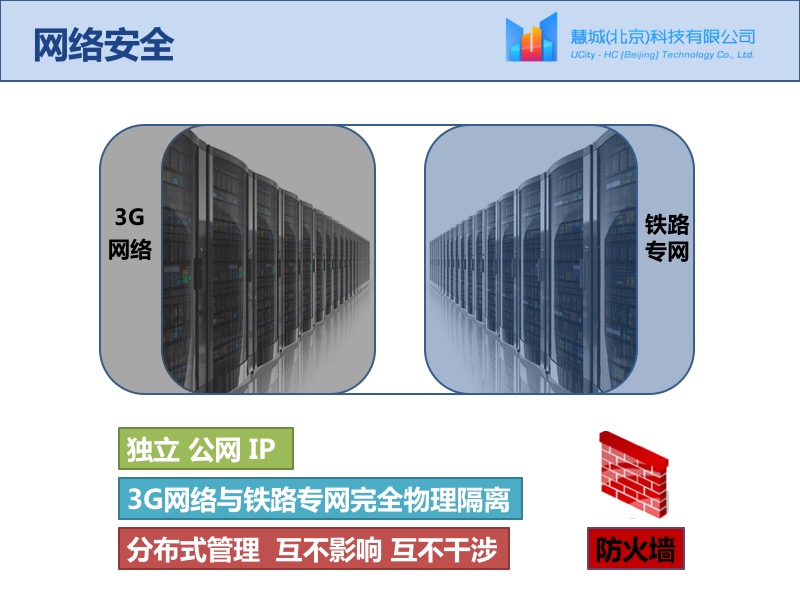 网络安全
慧城(北京)科技有限公司
UCity - HC (Beijing) Technology Co., Ltd.
3G
网络
铁路
专网
独立 公网 IP
3G网络与铁路专网完全物理隔离
分布式管理 互不影响 互不干涉
防火墙